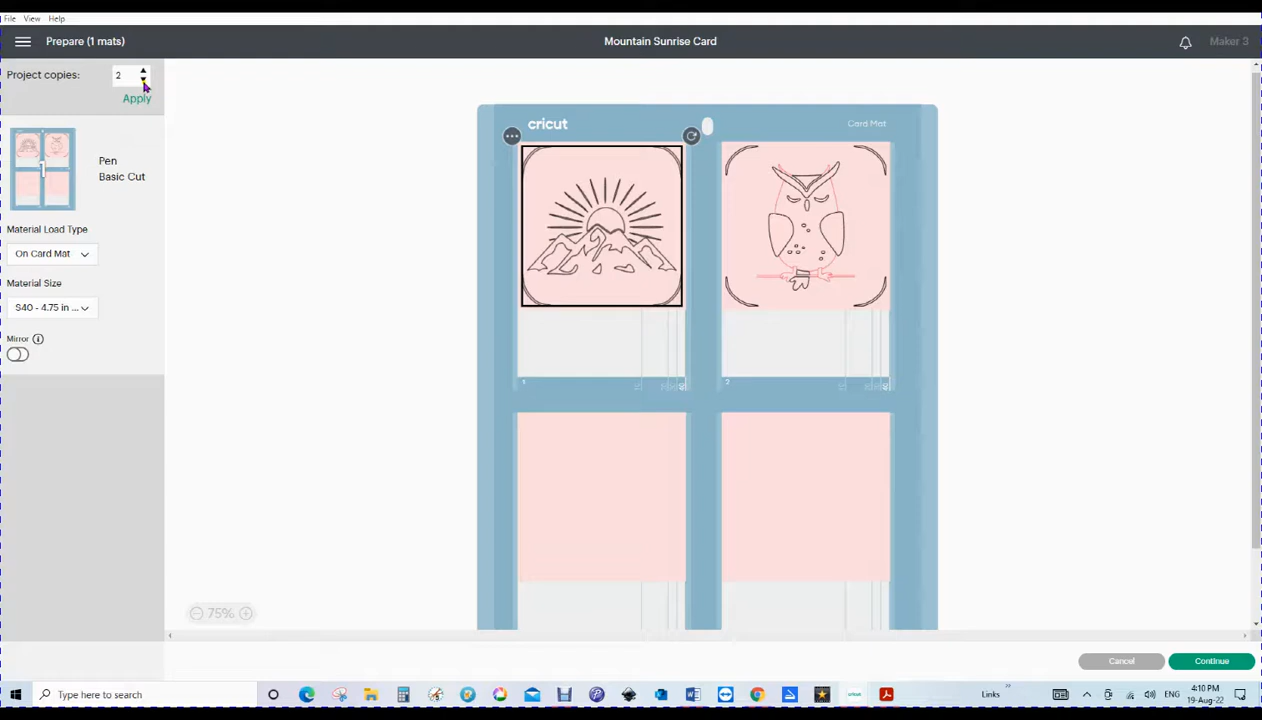 File View Help
Prepare (1 mats)
Mountain Sunrise Card
Maker 3
Project copies:
2
Apply
Pen
Basic Cut
Material Load Type
On Card Mat
Material Size
S40 - 4.75 in ...
Mirror
cricut
Card Mat
1
2
75%
Cancel
Continue
Type here to search
Links
ENG
4:10 PM
19-Aug-22